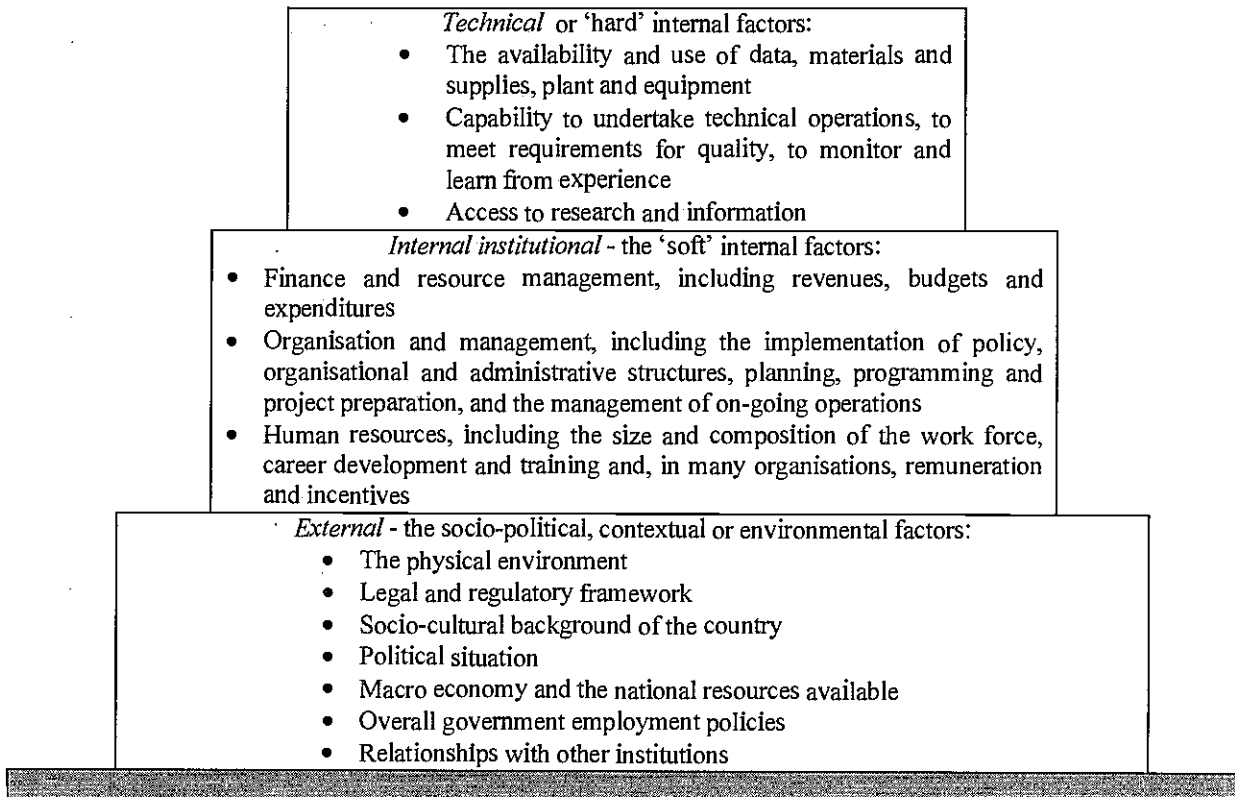 Technical or ‘hard’ internal factors:
• The availability and use of data, materials and
supplies, plant and equipment
• Capability to undertake technical operations, to
meet requirements for quality, to monitor and
learn from experience
• Access to research and information
Internal institutional - the ‘soft’ internal factors:
• Finance and resource management, including revenues, budgets and
expenditures
• Organisation and management, including the implementation of policy,
organisational and administrative structures, planning, programming and
project preparation, and the management of on-going operations
• Human resources, including the size and composition of the work force,
career development and training and, in many organisations, remuneration
and incentives
External - the socio-political, contextual or environmental factors:
• The physical environment
• Legal and regulatory framework
• Socio-cultural background of the country
• Political situation
• Macro economy and the national resources available
• Overall government employment policies
• Relationships with other institutions